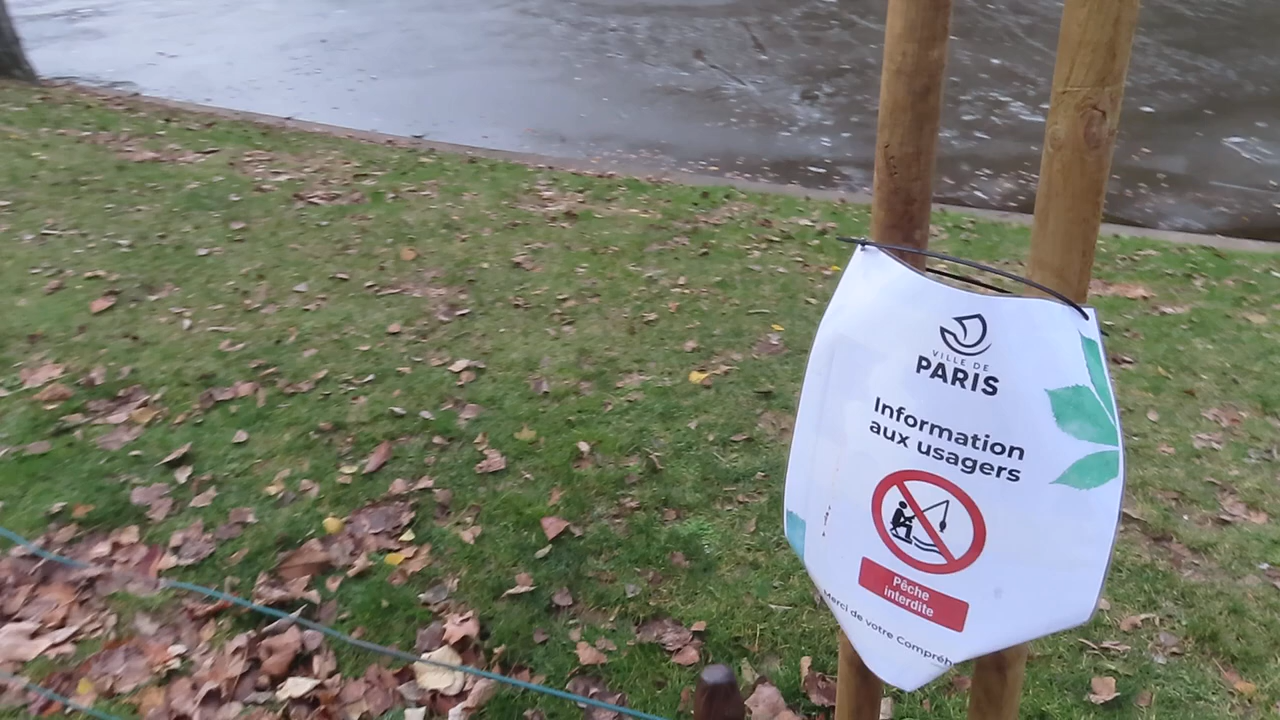 VILLE DE
PARIS
Information
aux usagers
Pêche
interdite
Merci de votre Compréh